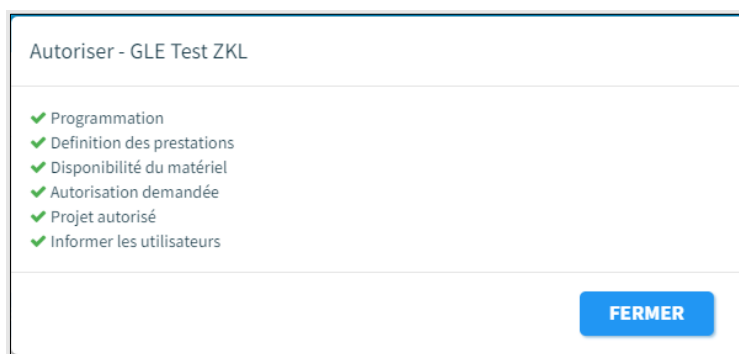 Autoriser - GLE Test ZKL
Programmation
Definition des prestations
Disponibilité du matériel
Autorisation demandée
Projet autorisé
Informer les utilisateurs
FERMER